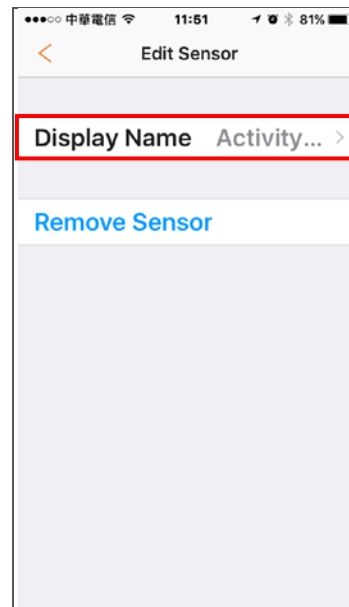 中華電信 11:51 81%
Edit Sensor
Display Name Activity...
Remove Sensor